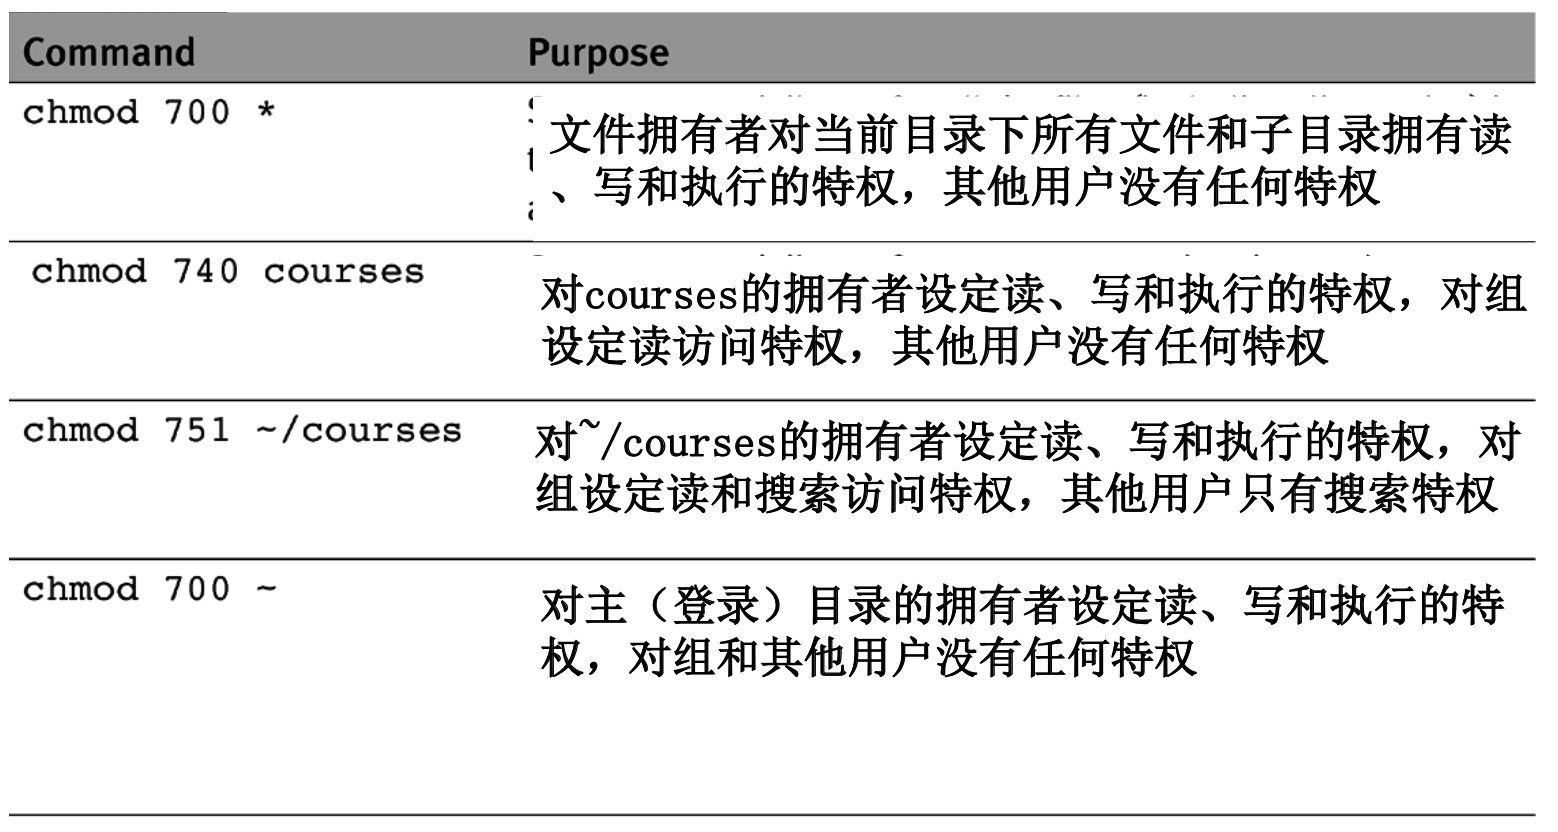 Command Purpose
chmod 700 *
文件拥有者对当前目录下所有文件和子目录拥有读
、写和执行的特权，其他用户没有任何特权
chmod 740 courses
对courses的拥有者设定读、写和执行的特权，对组
设定读访问特权，其他用户没有任何特权
chmod 751 ~/courses
对~/courses的拥有者设定读、写和执行的特权，对
组设定读和搜索访问特权，其他用户只有搜索特权
chmod 700 ~
对主（登录）目录的拥有者设定读、写和执行的特
权，对组和其他用户没有任何特权